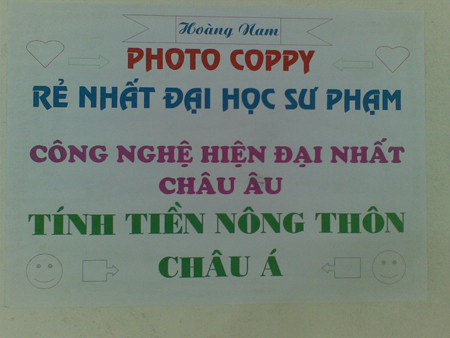 Hoàng Nam
PHOTO COPPY
RẺ NHẤT ĐẠI HỌC SƯ PHẠM
CÔNG NGHỆ HIỆN ĐẠI NHẤT
CHÂU ÂU
TÍNH TIỀN NÔNG THÔN
CHÂU Á